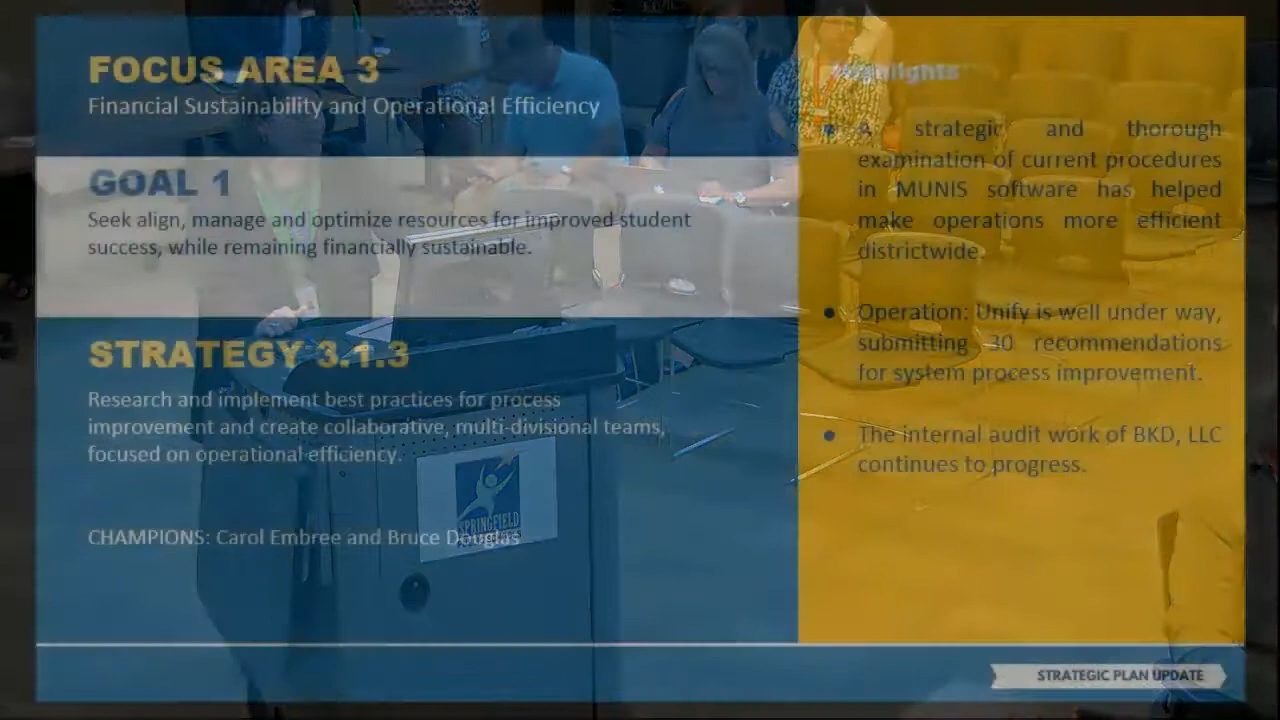 FOCUS AREA 3
Financial Sustainability and Operational Efficiency
GOAL 1
Seek align, manage and optimize resources for improved student
success, while remaining financially sustainable.
STRATEGY 3.1.3
Research and implement best practices for process
improvement and create collaborative, multi-divisional teams,
focused on operational efficiency.
CHAMPIONS: Carol Embree and Bruce Douglas
SPRINGFIELD
Highlights
• A strategic and thorough
examination of current procedures
in MUNIS software has helped
make operations more efficient
districtwide.
• Operation: Unify is well under way,
submitting 30 recommendations
for system process improvement.
• The internal audit work of BKD, LLC
continues to progress.
STRATEGIC PLAN UPDATE